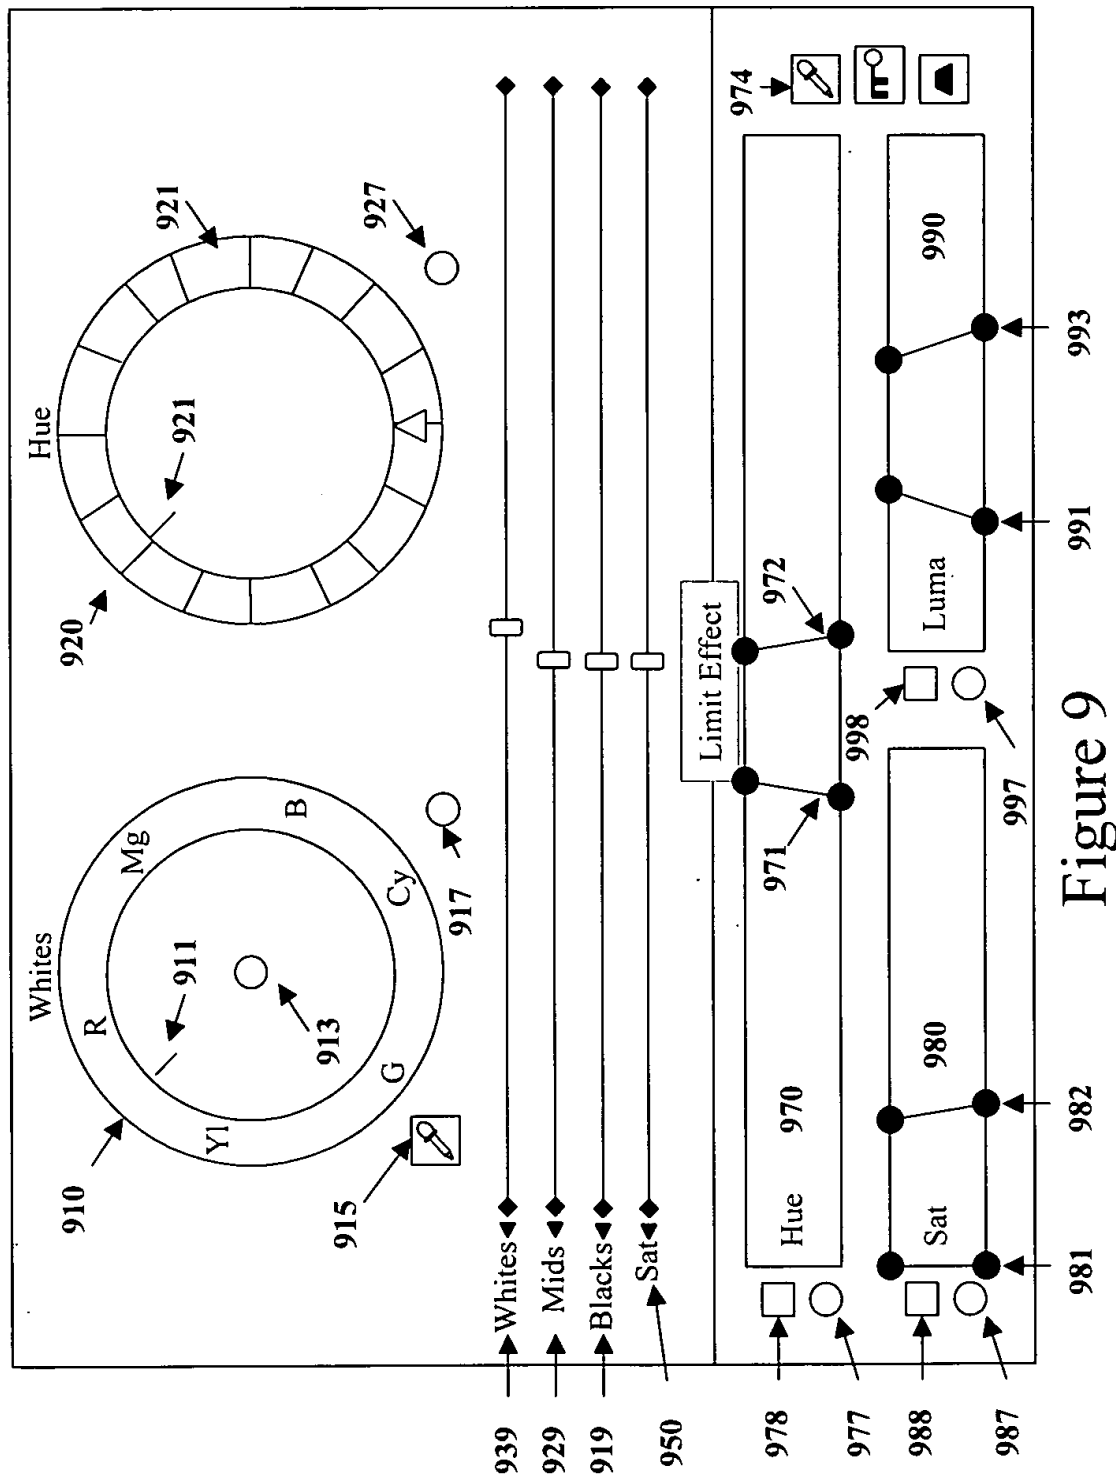 Whites
Hue
910
R
Mg
Yl
B
G
Cy
911
913
915
917
920
921
921
927
939
Whites
929
Mids
919
Blacks
950
Sat
Limit Effect
974
978
977
Hue
970
971
972
988
987
Sat
980
981
982
998
997
Luma
990
991
993
Figure 9